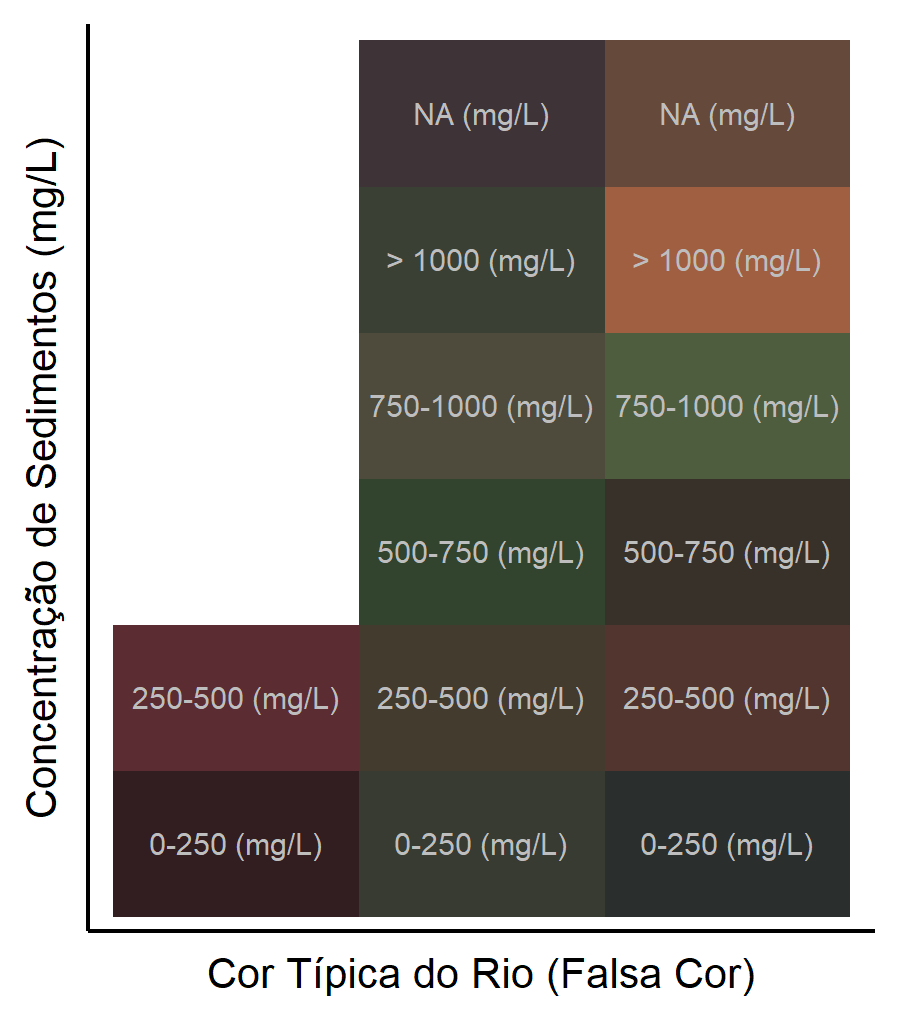 Concentração de Sedimentos (mg/L)
NA (mg/L) NA (mg/L)
> 1000 (mg/L) > 1000 (mg/L)
750-1000 (mg/L) 750-1000 (mg/L)
500-750 (mg/L) 500-750 (mg/L)
250-500 (mg/L) 250-500 (mg/L) 250-500 (mg/L)
0-250 (mg/L) 0-250 (mg/L) 0-250 (mg/L)
Cor Típica do Rio (Falsa Cor)